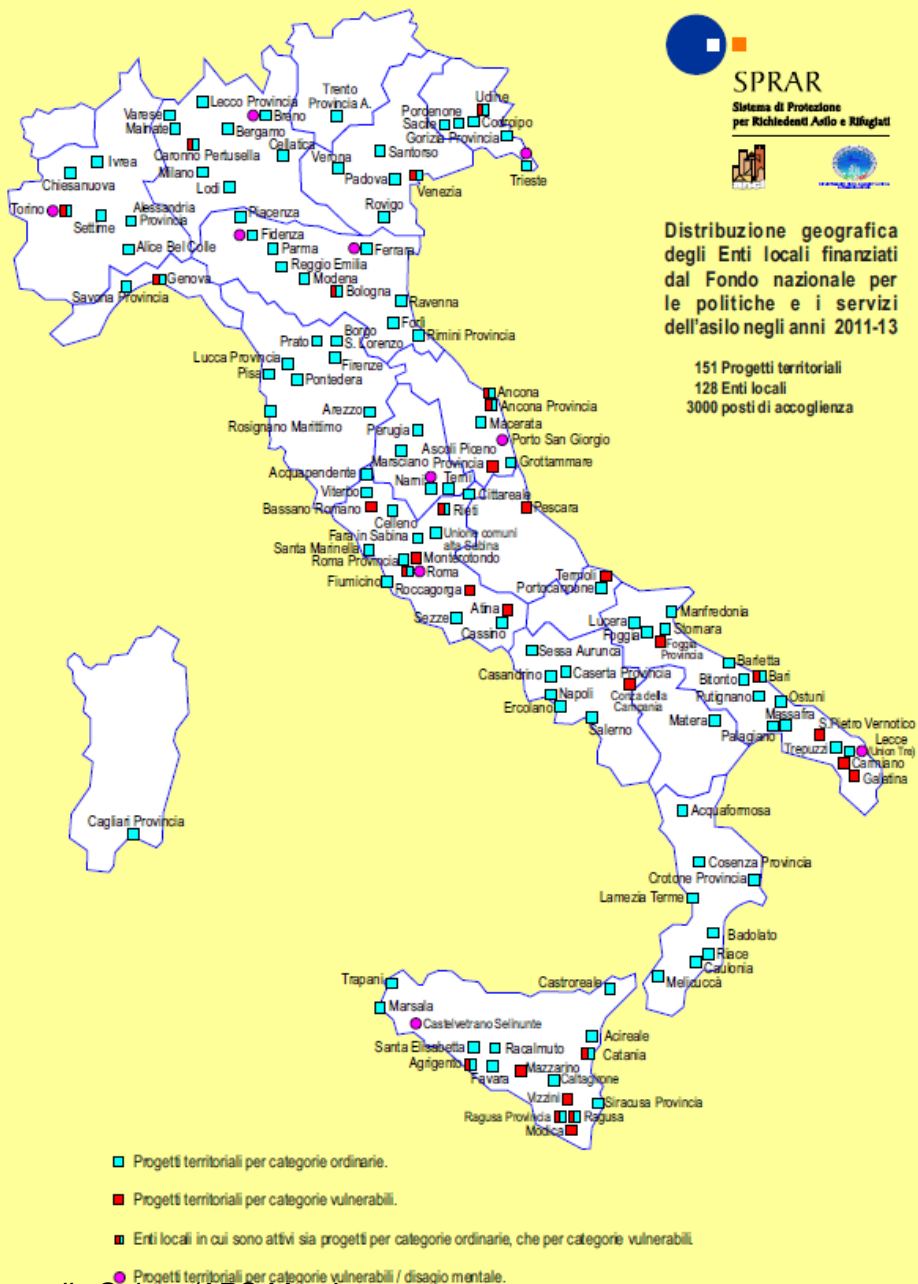 SPRAR
Sistema di Protezione
per Richiedenti Asilo e Rifugiati
Distribuzione geografica
degli Enti locali finanziati
dal Fondo nazionale per
le politiche e i servizi
dell'asilo negli anni 2011-13
151 Progetti territoriali
128 Enti locali
3000 posti di accoglienza
Lecco Provincia
Varese
Malnate
Breno
Bergamo
Cellatica
Caronno Pertusella
Milano
Lodi
Trento
Provincia A.
Verona
Santorso
Padova
Venezia
Rovigo
Udine
Pordenone
Sacile
Codroipo
Gorizia Provincia
Trieste
Ivrea
Chiesanuova
Torino
Settime
Alessandria
Provincia
Alice Bel Colle
Genova
Savona Provincia
Piacenza
Fidenza
Parma
Ferrara
Reggio Emilia
Modena
Bologna
Ravenna
Forlì
Rimini Provincia
Prato
Borgo
S. Lorenzo
Lucca Provincia
Firenze
Pisa
Pontedera
Rosignano Marittimo
Arezzo
Ancona
Ancona Provincia
Macerata
Porto San Giorgio
Perugia
Ascoli Piceno
Provincia
Marsciano
Grottammare
Acquapendente
Narni
Terni
Cittareale
Viterbo
Bassano Romano
Celleno
Rieti
Pescara
Fara in Sabina
Unione comuni
alta Sabina
Santa Marinella
Roma Provincia
Monterotondo
Roma
Fiumicino
Roccagorga
Sezze
Atina
Cassino
Termoli
Portocannone
Manfredonia
Lucera
Stornara
Foggia
Foggia
Provincia
Sessa Aurunca
Casandrino
Caserta Provincia
Napoli
Conza della
Campania
Ercolano
Salerno
Barletta
Bitonto
Bari
Putignano
Ostuni
Matera
Massafra
Palagiano
S.Pietro Vernotico
Lecce
(Union Tre)
Trepuzzi
Carmiano
Galatina
Cagliari Provincia
Acquaformosa
Cosenza Provincia
Crotone Provincia
Lamezia Terme
Badolato
Riace
Caulonia
Melicuccà
Trapani
Castroreale
Marsala
Castelvetrano Selinunte
Acireale
Santa Elisabetta
Racalmuto
Catania
Agrigento
Favara
Mazzarino
Caltagirone
Vizzini
Siracusa Provincia
Ragusa Provincia
Ragusa
Modica
Progetti territoriali per categorie ordinarie.
Progetti territoriali per categorie vulnerabili.
Enti locali in cui sono attivi sia progetti per categorie ordinarie, che per categorie vulnerabili.
Progetti territoriali per categorie vulnerabili / disagio mentale.